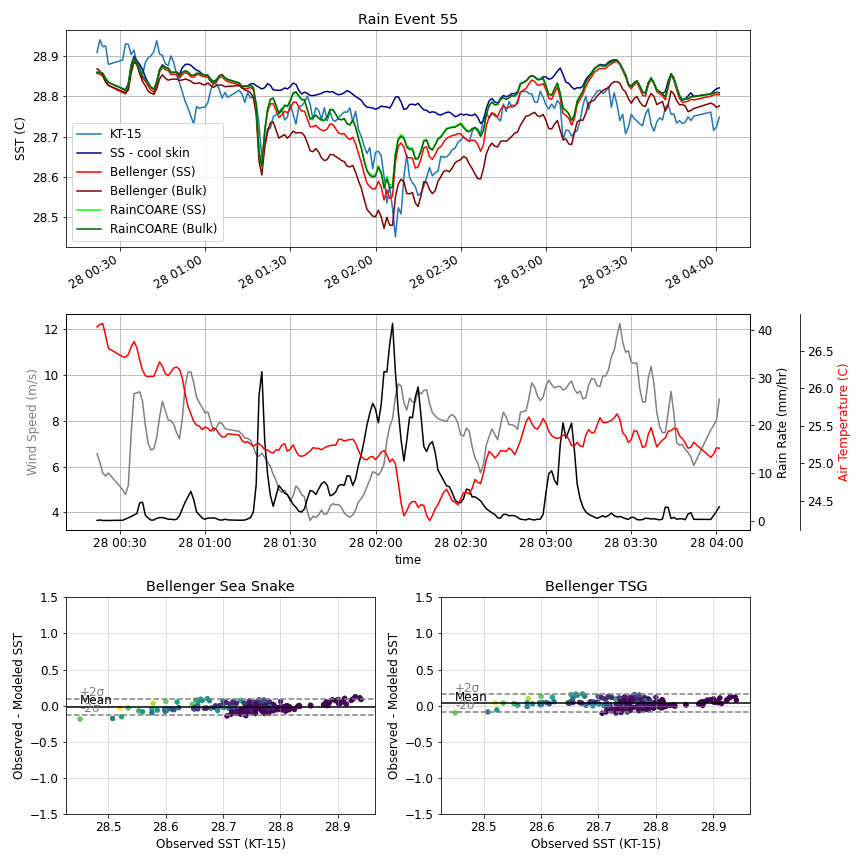 Rain Event 55
SST (C)
28.9
28.8
28.7
28.6
28.5
KT-15
SS - cool skin
Bellenger (SS)
Bellenger (Bulk)
RainCOARE (SS)
RainCOARE (Bulk)
28 00:30
28 01:00
28 01:30
28 02:00
28 02:30
28 03:00
28 03:30
28 04:00
Wind Speed (m/s)
12
10
8
6
4
40
30
20
10
0
Rain Rate (mm/hr)
26.5
26.0
25.5
25.0
24.5
Air Temperature (C)
28 00:30
28 01:00
28 01:30
28 02:00
28 02:30
28 03:00
28 03:30
28 04:00
time
Bellenger Sea Snake
Observed - Modeled SST
1.5
1.0
0.5
0.0
−0.5
−1.0
−1.5
+2σ
Mean
-2σ
28.5
28.6
28.7
28.8
28.9
Observed SST (KT-15)
Bellenger TSG
Observed - Modeled SST
1.5
1.0
0.5
0.0
−0.5
−1.0
−1.5
+2σ
Mean
-2σ
28.5
28.6
28.7
28.8
28.9
Observed SST (KT-15)